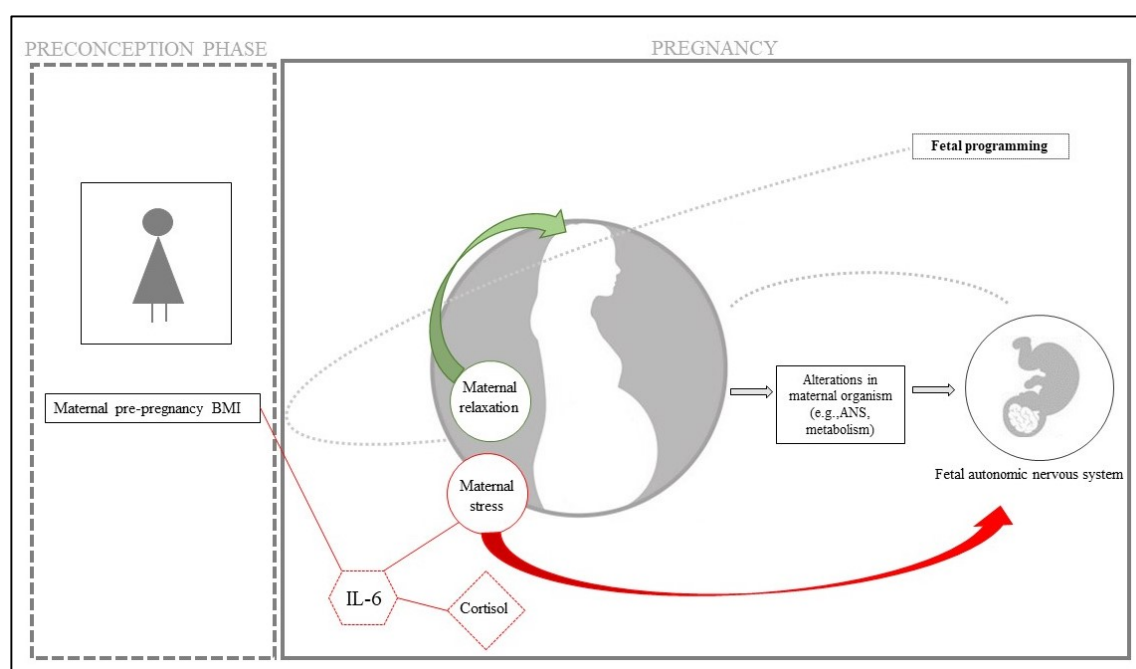 PRECONCEPTION PHASE
PREGNANCY
Fetal programming
Maternal pre-pregnancy BMI
Maternal
relaxation
Maternal
stress
IL-6
Cortisol
Alterations in
maternal organism
(e.g.,ANS,
metabolism)
Fetal autonomic nervous system